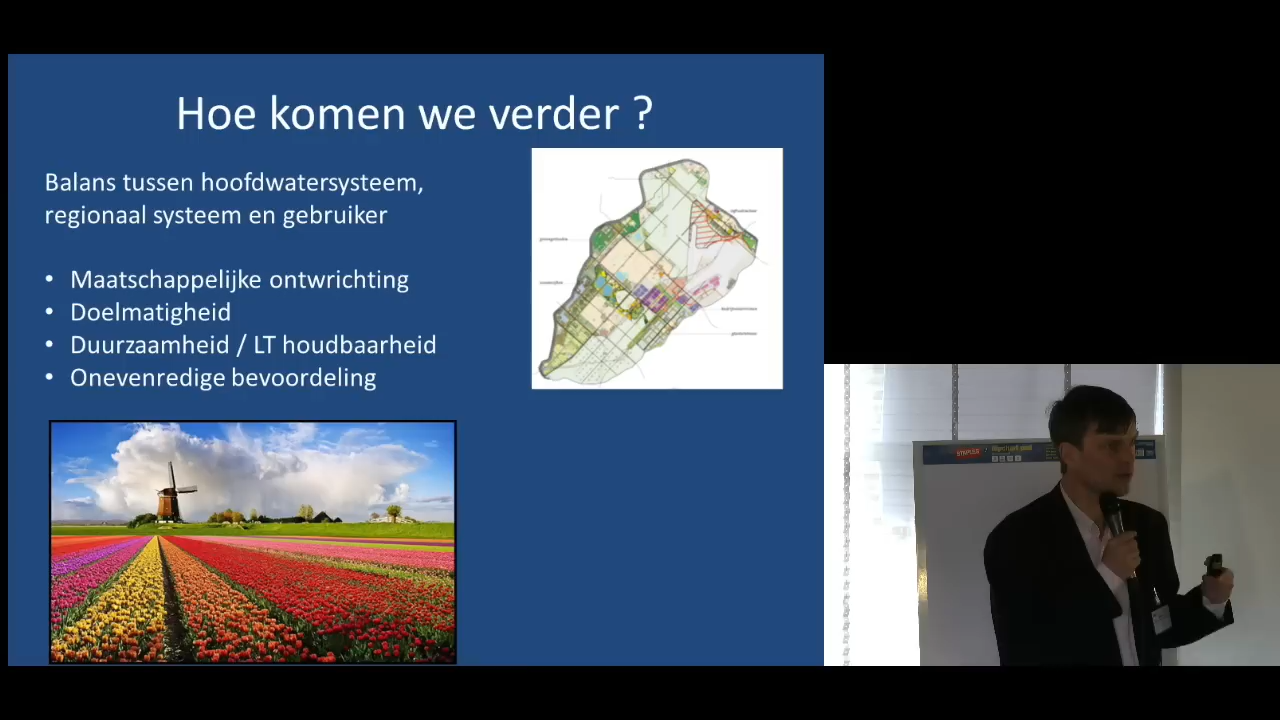 Hoe komen we verder ?
Balans tussen hoofdwatersysteem,
regionaal systeem en gebruiker
• Maatschappelijke ontwrichting
• Doelmatigheid
• Duurzaamheid / LT houdbaarheid
• Onevenredige bevoordeling
STAPLES